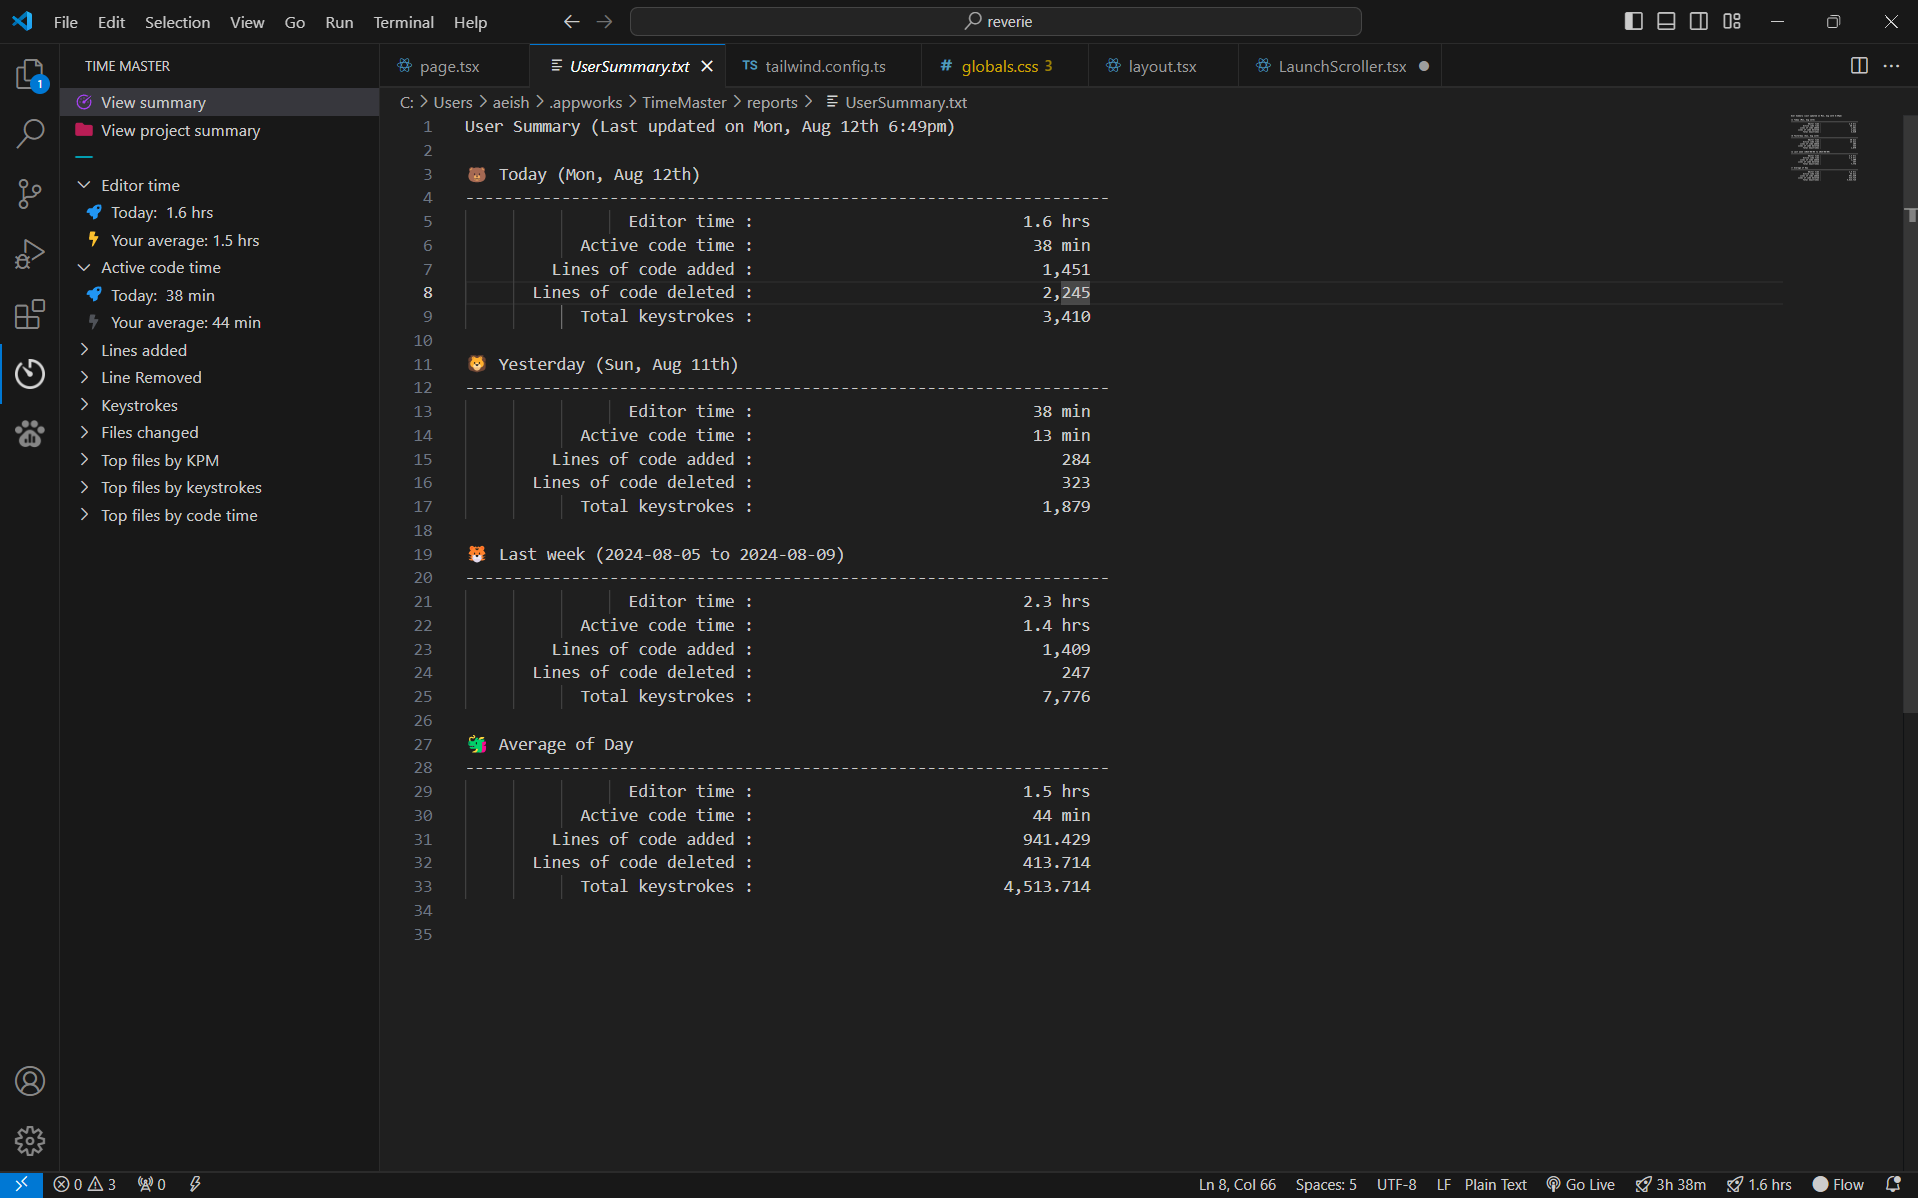 File Edit Selection View Go Run Terminal Help
reverie
TIME MASTER
View summary
View project summary
Editor time
Today: 1.6 hrs
Your average: 1.5 hrs
Active code time
Today: 38 min
Your average: 44 min
Lines added
Line Removed
Keystrokes
Files changed
Top files by KPM
Top files by keystrokes
Top files by code time
1
page.tsx UserSummary.txt TS tailwind.config.ts # globals.css 3 layout.tsx LaunchScroller.tsx
C: > Users > aeish > .appworks > TimeMaster > reports > UserSummary.txt
1 User Summary (Last updated on Mon, Aug 12th 6:49pm)
2
3 🐻 Today (Mon, Aug 12th)
4 -------------------------------------------------------------------
5 Editor time : 1.6 hrs
6 Active code time : 38 min
7 Lines of code added : 1,451
8 Lines of code deleted : 2,245
9 Total keystrokes : 3,410
10
11 🦁 Yesterday (Sun, Aug 11th)
12 -------------------------------------------------------------------
13 Editor time : 38 min
14 Active code time : 13 min
15 Lines of code added : 284
16 Lines of code deleted : 323
17 Total keystrokes : 1,879
18
19 🐯 Last week (2024-08-05 to 2024-08-09)
20 -------------------------------------------------------------------
21 Editor time : 2.3 hrs
22 Active code time : 1.4 hrs
23 Lines of code added : 1,409
24 Lines of code deleted : 247
25 Total keystrokes : 7,776
26
27 🐲 Average of Day
28 -------------------------------------------------------------------
29 Editor time : 1.5 hrs
30 Active code time : 44 min
31 Lines of code added : 941.429
32 Lines of code deleted : 413.714
33 Total keystrokes : 4,513.714
34
35
0 3 0 Ln 8, Col 66 Spaces: 5 UTF-8 LF Plain Text Go Live 3h 38m 1.6 hrs Flow